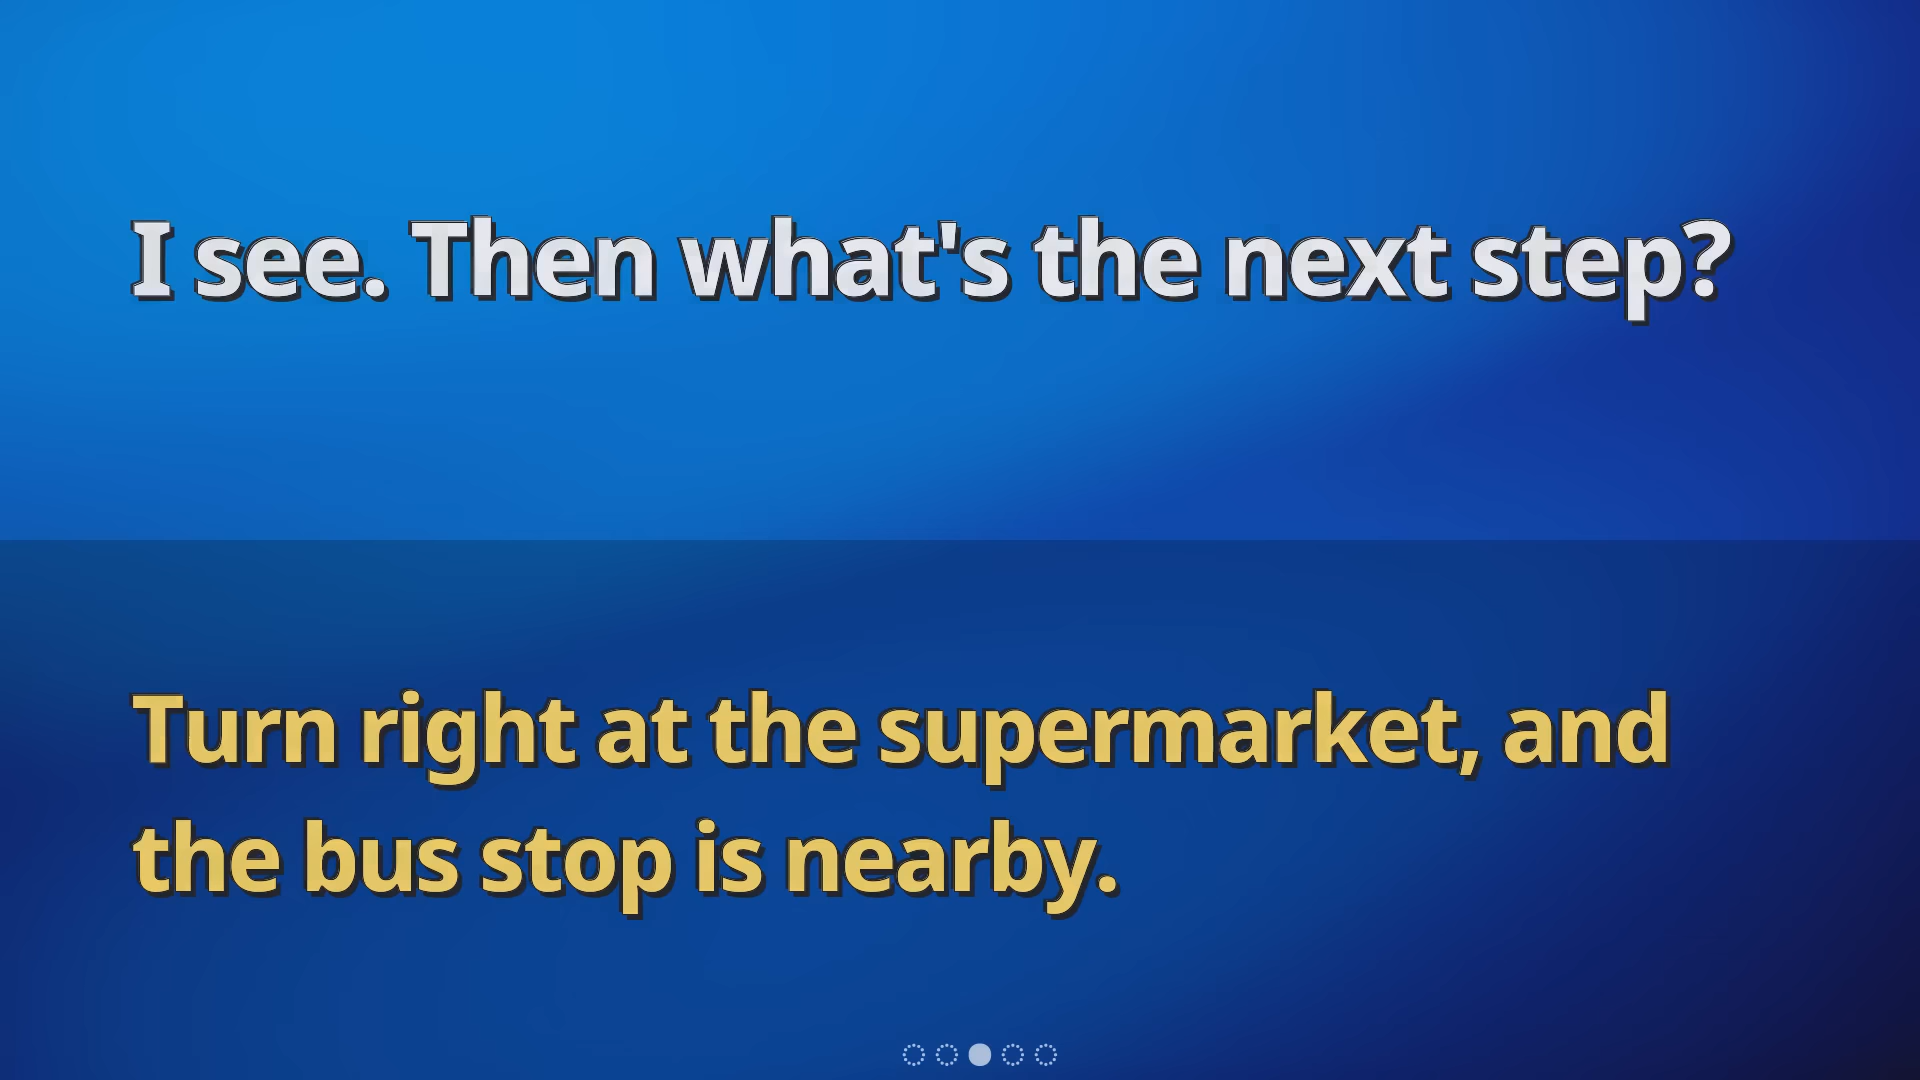 I see. Then what's the next step?
Turn right at the supermarket, and
the bus stop is nearby.